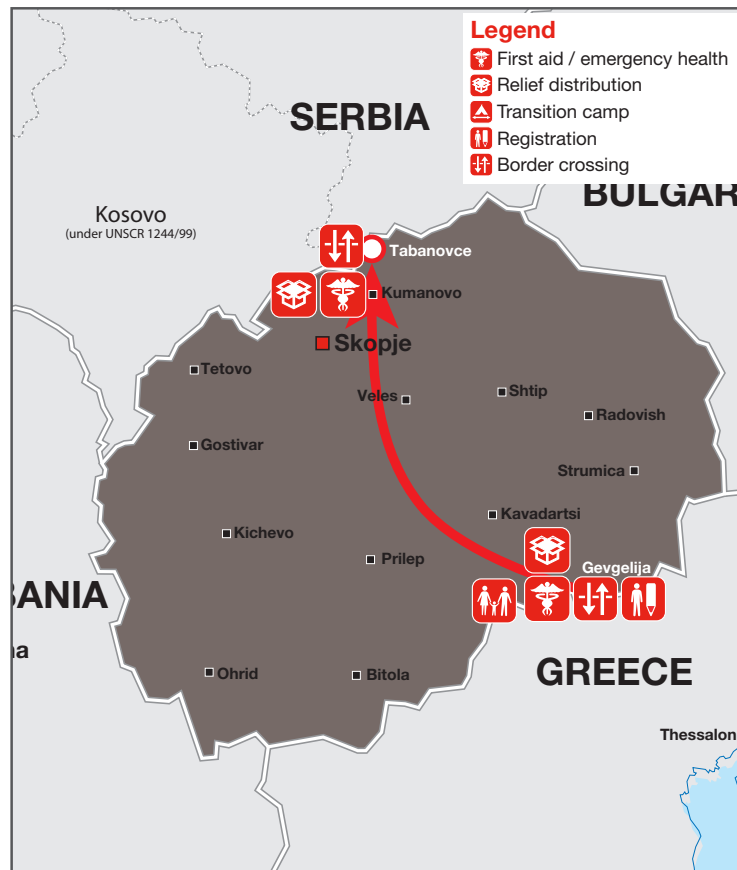 Legend
First aid / emergency health
Relief distribution
Transition camp
Registration
Border crossing
SERBIA
BULGAR
Kosovo
(under UNSCR 1244/99)
Tabanovce
Kumanovo
Skopje
Tetovo
Veles
Shtip
Radovish
Gostivar
Strumica
Kavadartsi
Kichevo
Prilep
Gevgelija
BANIA
na
Ohrid
Bitola
GREECE
Thessalon